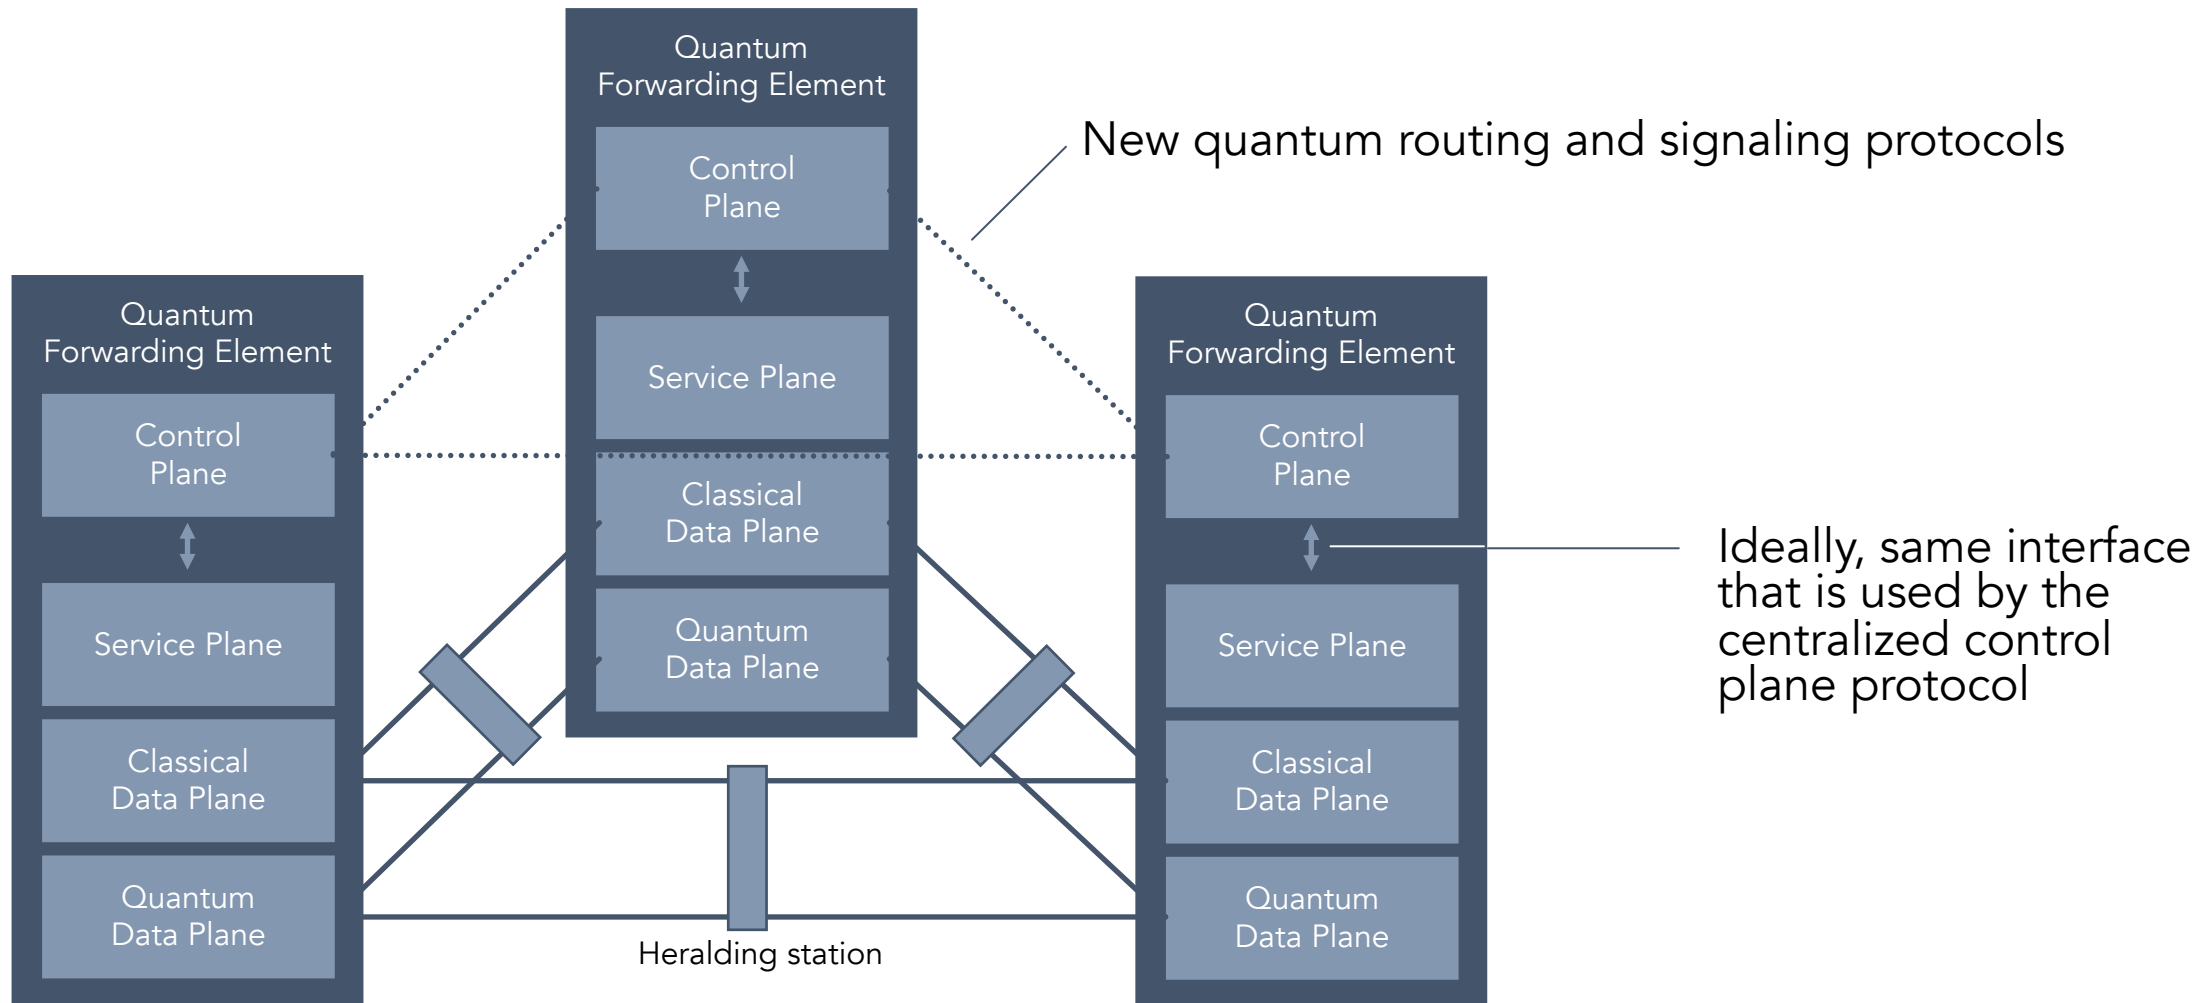 Quantum
Forwarding Element
Control
Plane
Service Plane
Classical
Data Plane
Quantum
Data Plane
New quantum routing and signaling protocols
Quantum
Forwarding Element
Control
Plane
Service Plane
Classical
Data Plane
Quantum
Data Plane
Heralding station
Quantum
Forwarding Element
Control
Plane
Service Plane
Classical
Data Plane
Quantum
Data Plane
Ideally, same interface
that is used by the
centralized control
plane protocol